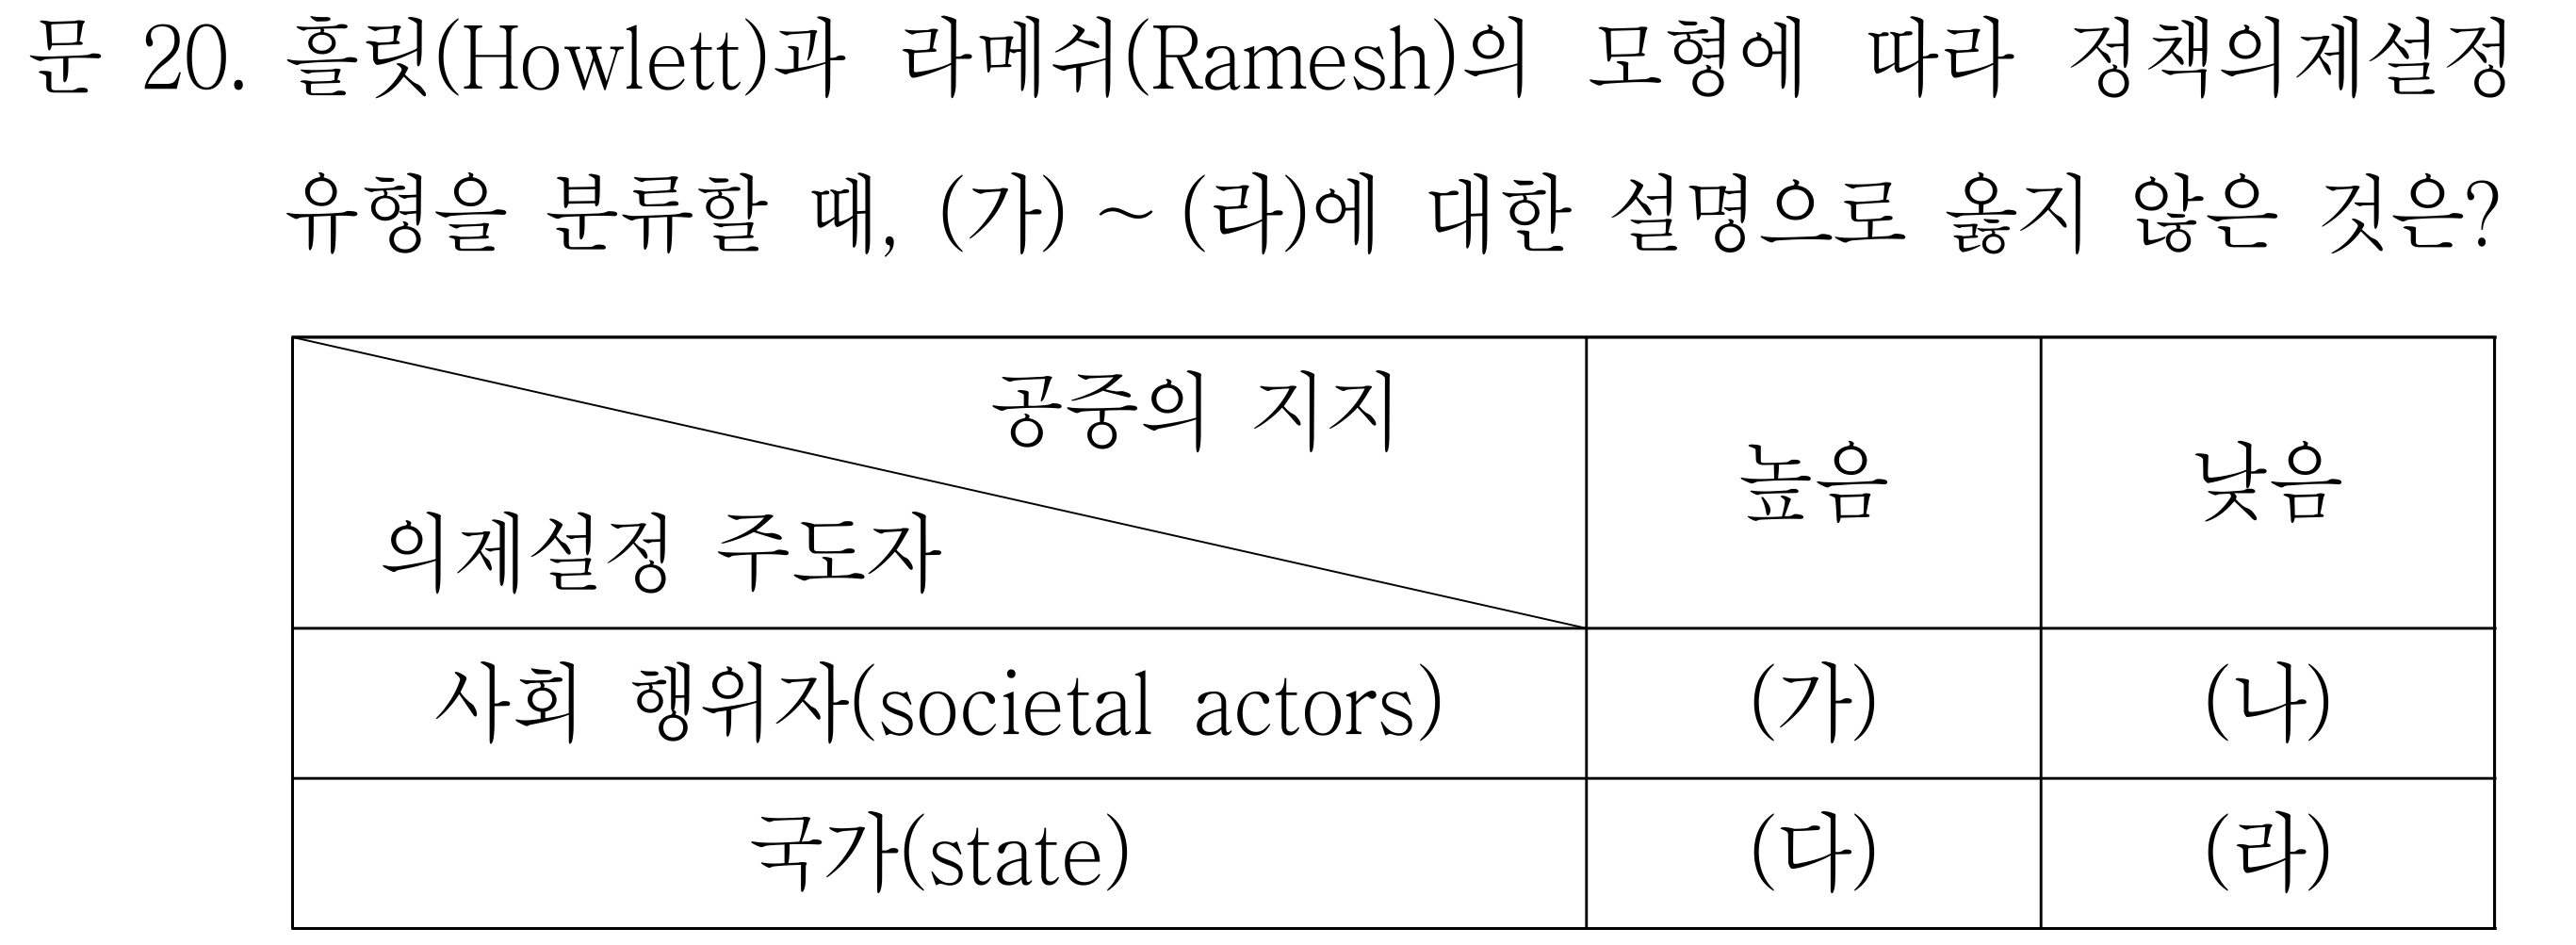 문 20. 흘릿(Howlett)과 라메쉬(Ramesh)의 모형에 따라 정책의제설정
유형을 분류할 때, (가) ~ (라)에 대한 설명으로 옳지 않은 것은?
공중의 지지
의제설정 주도자
높음
낮음
사회 행위자(societal actors)
(가)
(나)
국가(state)
(다)
(라)